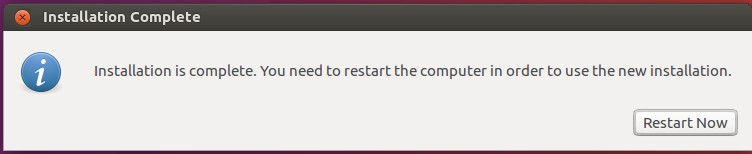 Installation Complete
Installation is complete. You need to restart the computer in order to use the new installation.
Restart Now